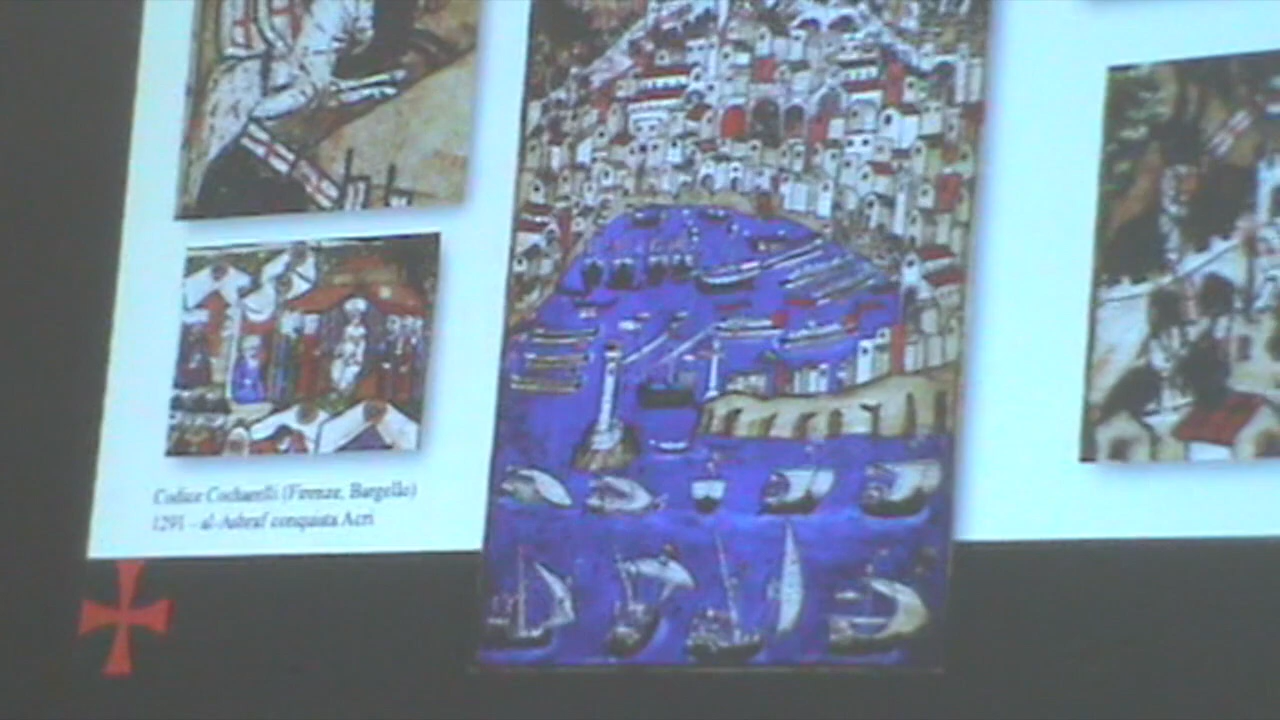 Codice Cocharelli (Firenze, Bargello)
1291 - al-Ashraf conquista Acri